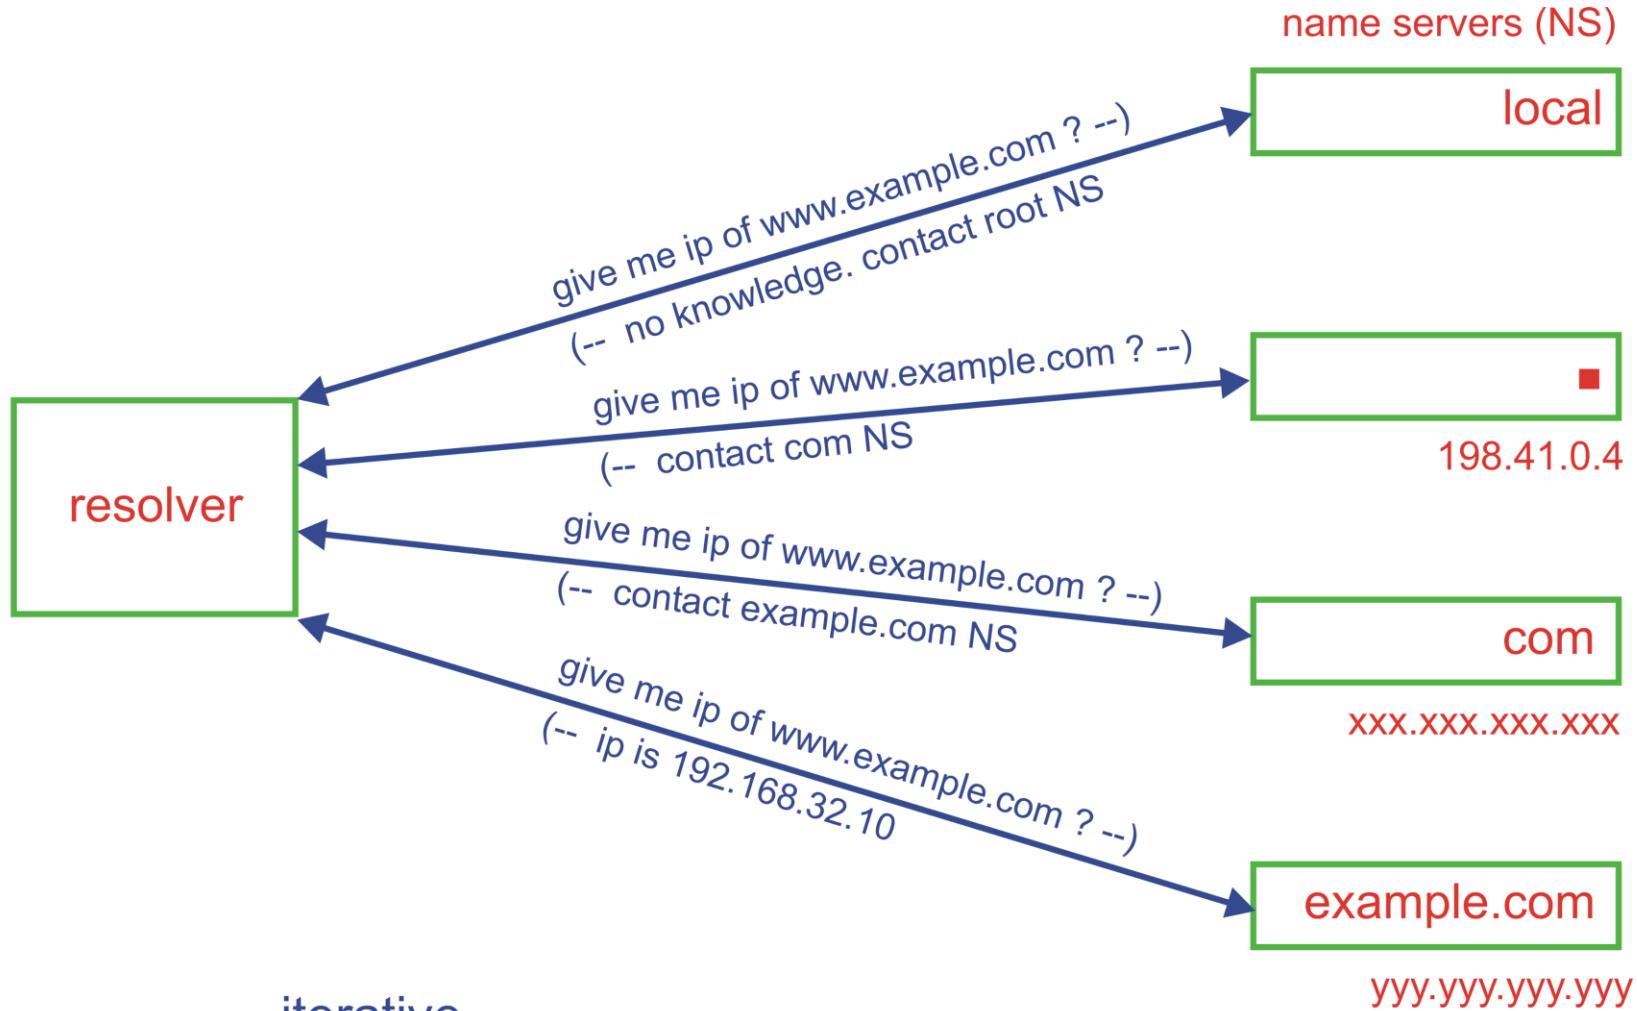 name servers (NS)
local
give me ip of www.example.com ? --)
(-- no knowledge. contact root NS
give me ip of www.example.com ? --)
(-- contact com NS
198.41.0.4
resolver
give me ip of www.example.com ? --)
(-- contact example.com NS
com
xxx.xxx.xxx.xxx
give me ip of www.example.com ? --)
(-- ip is 192.168.32.10
example.com
yyy.yyy.yyy.yyy
iterative